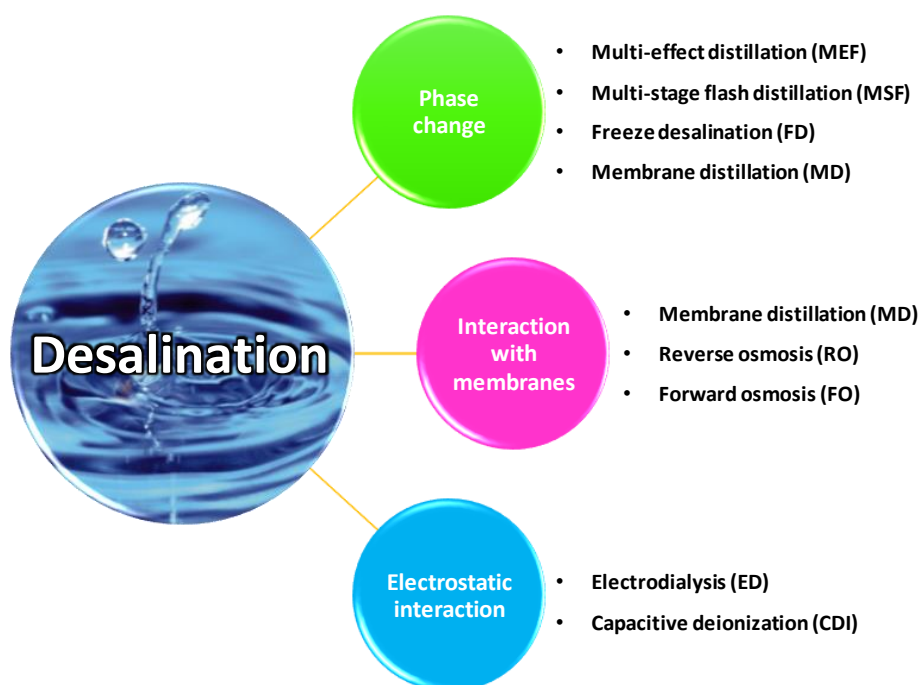 Desalination
Phase
change
• Multi-effect distillation (MEF)
• Multi-stage flash distillation (MSF)
• Freeze desalination (FD)
• Membrane distillation (MD)
Interaction
with
membranes
• Membrane distillation (MD)
• Reverse osmosis (RO)
• Forward osmosis (FO)
Electrostatic
interaction
• Electrodialysis (ED)
• Capacitive deionization (CDI)